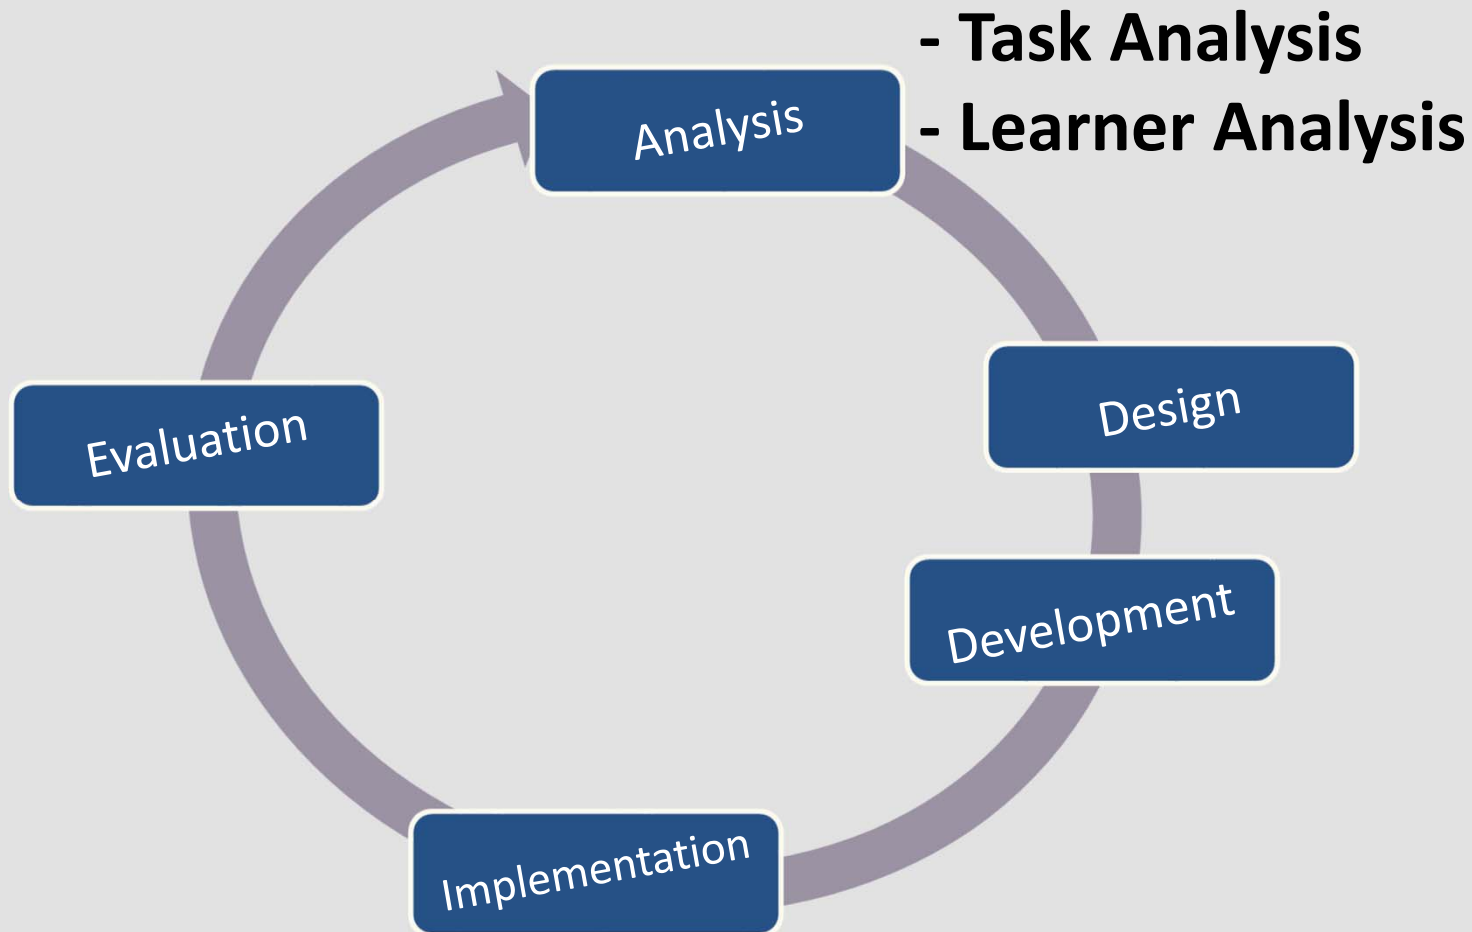 - Task Analysis
- Learner Analysis
Analysis
Design
Development
Implementation
Evaluation